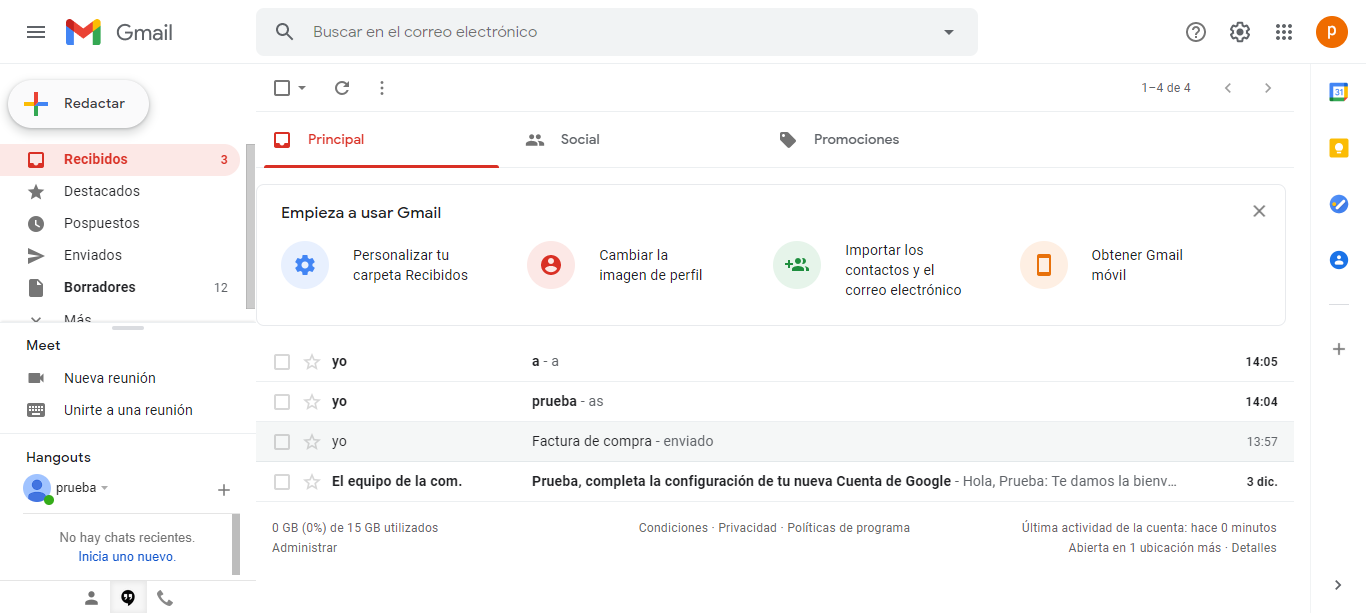 Gmail
Buscar en el correo electrónico
p
Redactar
1–4 de 4
31
Recibidos 3
Destacados
Pospuestos
Enviados
Borradores 12
Más
Principal
Social
Promociones
Empieza a usar Gmail
Personalizar tu
carpeta Recibidos
Cambiar la
imagen de perfil
Importar los
contactos y el
correo electrónico
Obtener Gmail
móvil
Meet
Nueva reunión
Unirte a una reunión
Hangouts
prueba
No hay chats recientes.
Inicia uno nuevo.
yo a - a 14:05
yo prueba - as 14:04
yo Factura de compra - enviado 13:57
El equipo de la com. Prueba, completa la configuración de tu nueva Cuenta de Google - Hola, Prueba: Te damos la bienv… 3 dic.
0 GB (0%) de 15 GB utilizados
Administrar
Condiciones · Privacidad · Políticas de programa
Última actividad de la cuenta: hace 0 minutos
Abierta en 1 ubicación más · Detalles